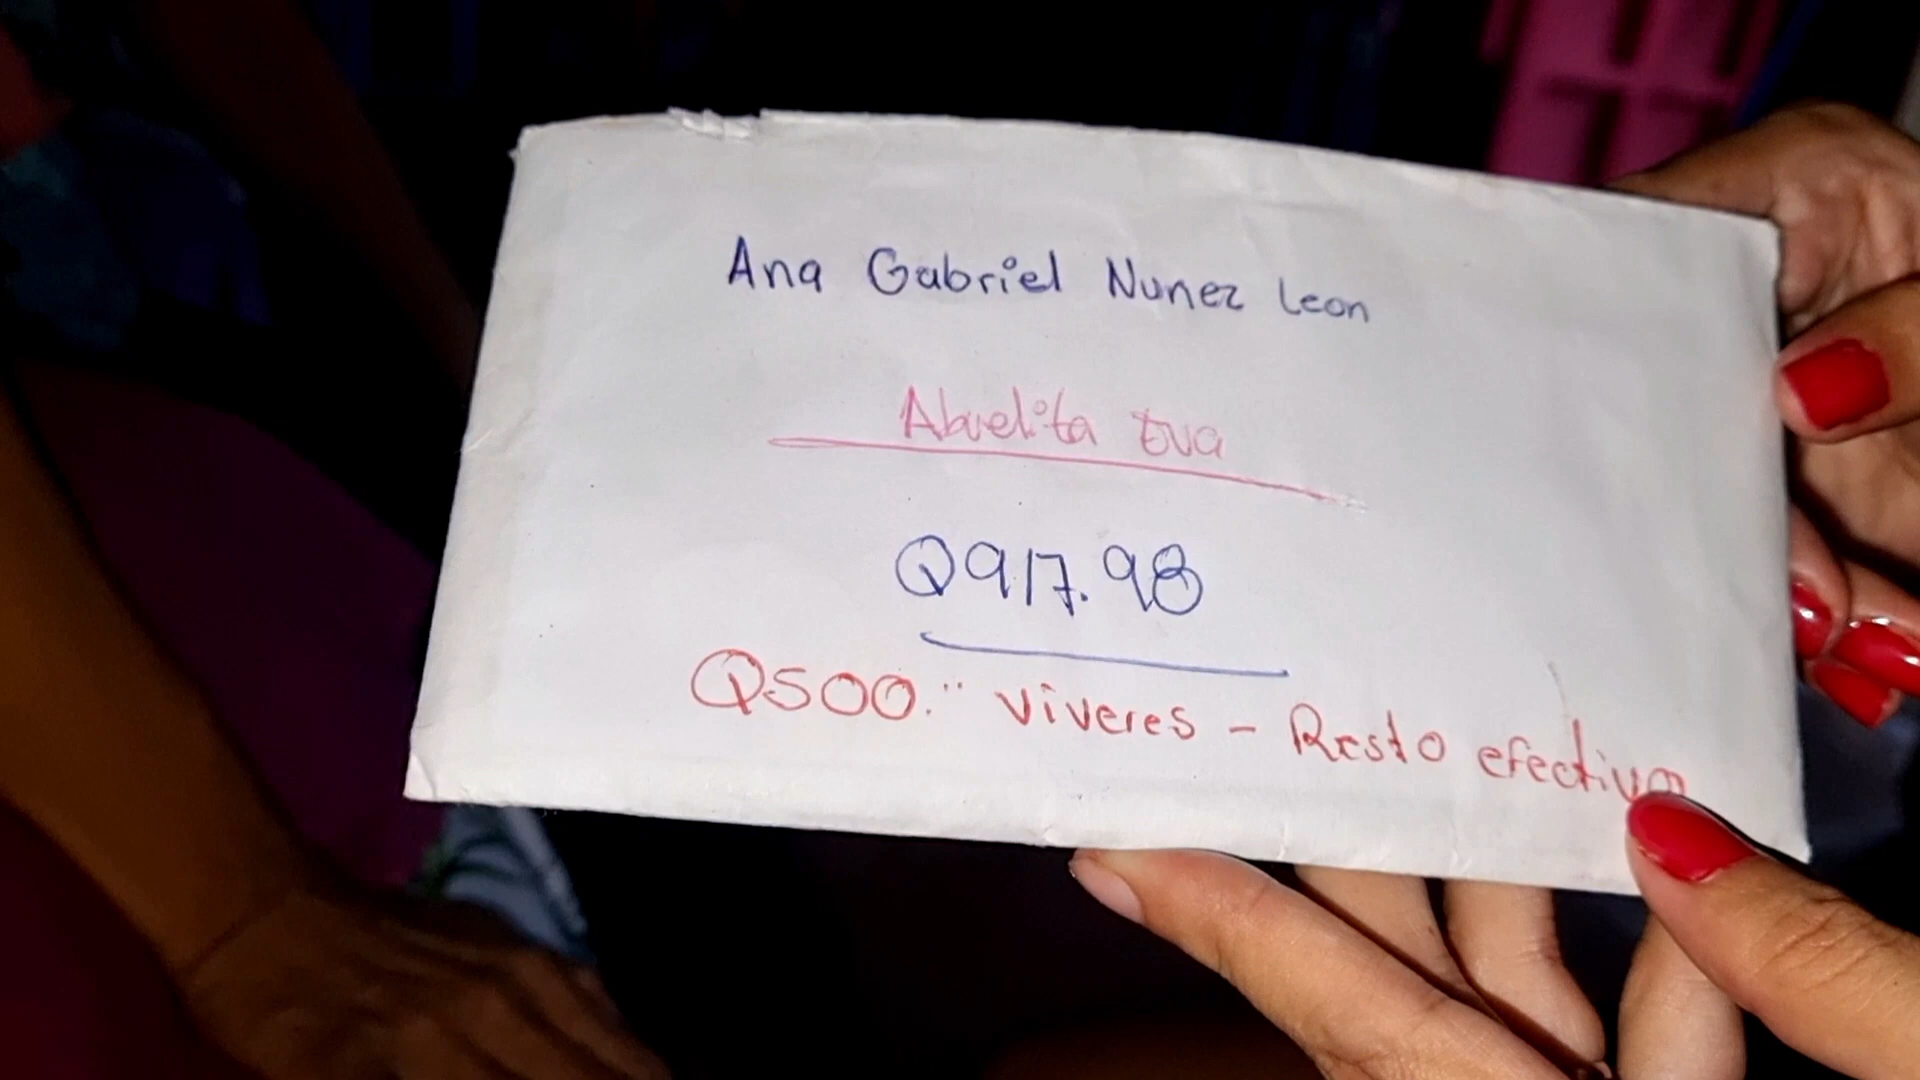 Ana Gabriel Nunez Leon
Abuelita Eva
Q917.98
Q500." viveres - Resto efectivo